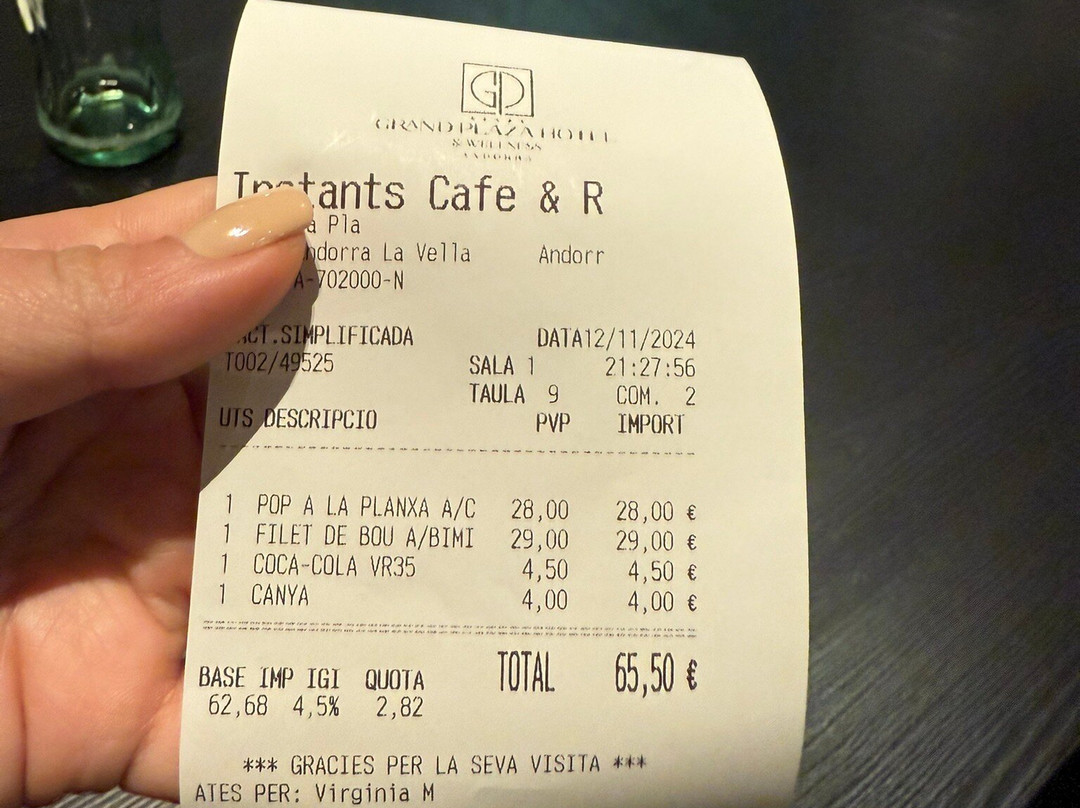 GP
GRAND PLAZA HOTEL
& WELLNESS
ANDORRA
Instants Cafe & R
a Pla
ndorra La Vella Andorr
A-702000-N
ACT.SIMPLIFICADA DATA12/11/2024
T002/49525 SALA 1 21:27:56
TAULA 9 COM. 2
UTS DESCRIPCIO PVP IMPORT
1 POP A LA PLANXA A/C 28,00 28,00 €
1 FILET DE BOU A/BIMI 29,00 29,00 €
1 COCA-COLA VR35 4,50 4,50 €
1 CANYA 4,00 4,00 €
TOTAL 65,50 €
BASE IMP IGI QUOTA
62,68 4,5% 2,82
*** GRACIES PER LA SEVA VISITA ***
ATES PER: Virginia M